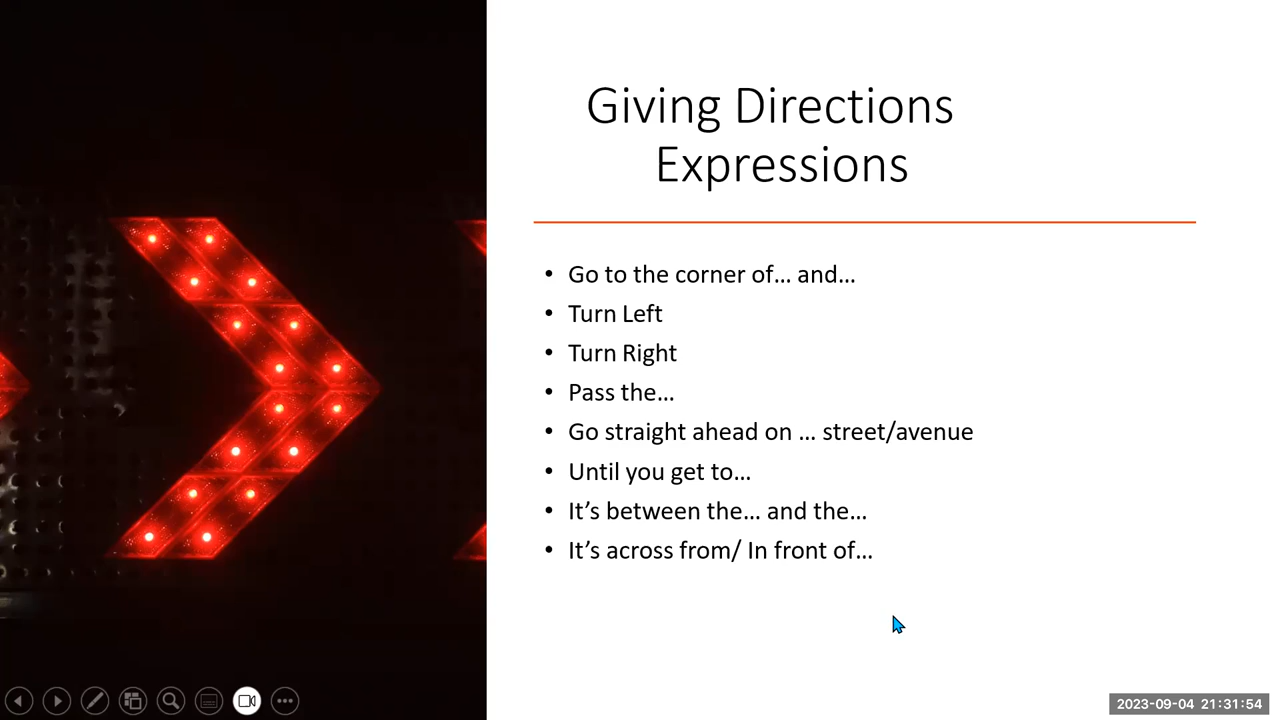 Giving Directions
Expressions
• Go to the corner of... and...
• Turn Left
• Turn Right
• Pass the...
• Go straight ahead on ... street/avenue
• Until you get to...
• It’s between the... and the...
• It’s across from/ In front of...
2023-09-04 21:31:54